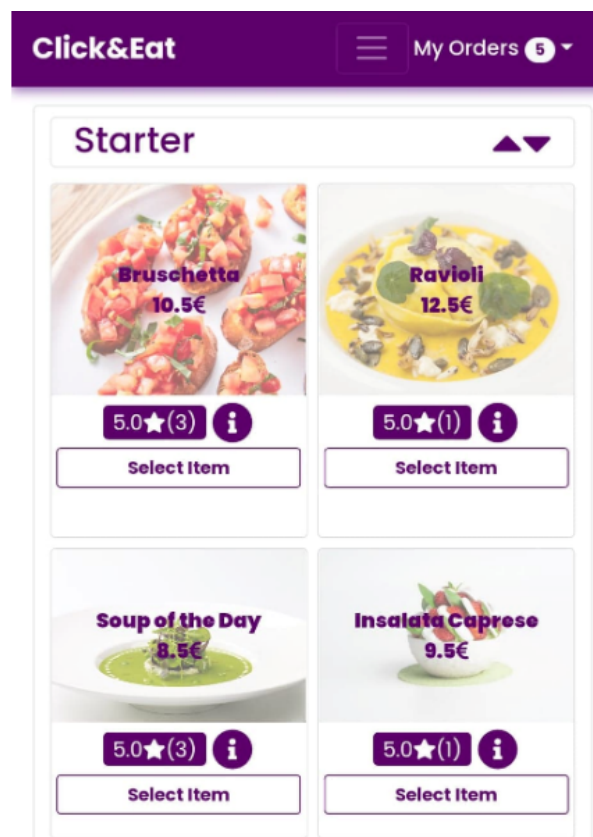 Click&Eat
My Orders 5
Starter
Bruschetta
10.5€
Ravioli
12.5€
5.0★(3) i
5.0★(1) i
Select Item
Select Item
Soup of the Day
8.5€
Insalata Caprese
9.5€
5.0★(3) i
5.0★(1) i
Select Item
Select Item